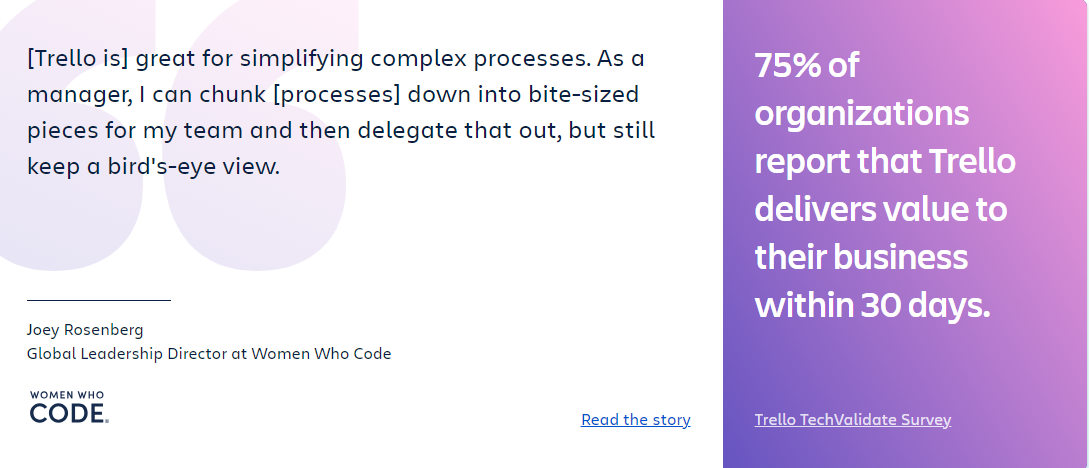 [Trello is] great for simplifying complex processes. As a
manager, I can chunk [processes] down into bite-sized
pieces for my team and then delegate that out, but still
keep a bird's-eye view.
Joey Rosenberg
Global Leadership Director at Women Who Code
WOMEN WHO
CODE.
Read the story
75% of
organizations
report that Trello
delivers value to
their business
within 30 days.
Trello TechValidate Survey